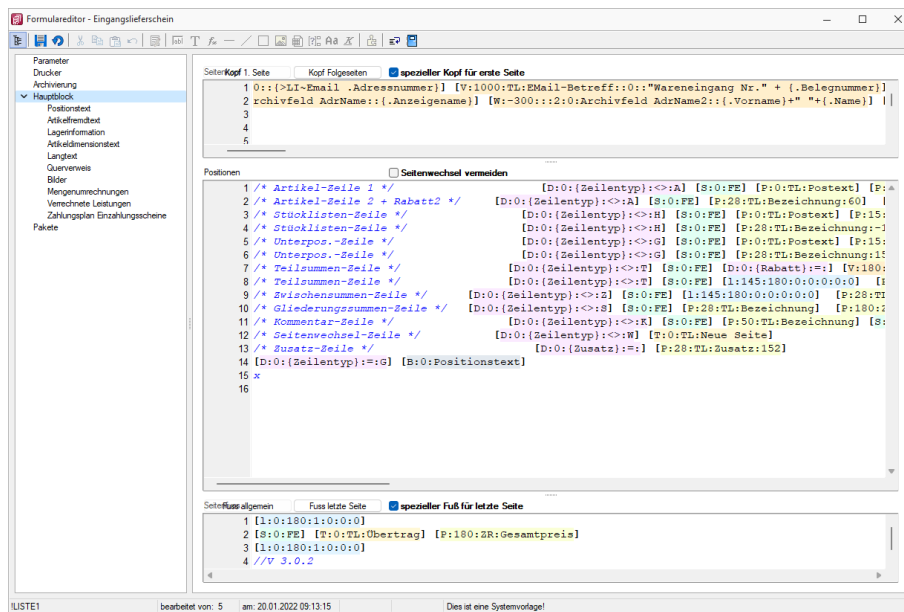 Formulareditor - Eingangslieferschein
Parameter
Drucker
Archivierung
Hauptblock
Positionstext
Artikelfremdtext
Lagerinformation
Artikeldimensionstext
Langtext
Querverweis
Bilder
Mengenumrechnungen
Verrechnete Leistungen
Zahlungsplan Einzahlungsscheine
Pakete
Kopf 1. Seite Kopf Folgeseiten spezieller Kopf für erste Seite
1 0::{>LI~Email .Adressnummer}] [V:1000:TL:EMail-Betreff::0::"Wareneingang Nr." + {.Belegnummer}]
2 rchivfeld AdrName::{.Anzeigename}] [W:-300:::2:0:Archivfeld AdrName2::{.Vorname}+" "+{.Name}] [
3
4
5
Positionen Seitenwechsel vermeiden
1 /* Artikel-Zeile 1 */ [D:0:{Zeilentyp}:<>:A] [S:0:FE] [P:0:TL:Postext] [P:
2 /* Artikel-Zeile 2 + Rabatt2 */ [D:0:{Zeilentyp}:<>:A] [S:0:FE] [P:28:TL:Bezeichnung:60] [
3 /* Stücklisten-Zeile */ [D:0:{Zeilentyp}:<>:H] [S:0:FE] [P:0:TL:Postext] [P:15:
4 /* Stücklisten-Zeile */ [D:0:{Zeilentyp}:<>:H] [S:0:FE] [P:28:TL:Bezeichnung:-1
5 /* Unterpos.-Zeile */ [D:0:{Zeilentyp}:<>:G] [S:0:FE] [P:0:TL:Postext] [P:15:
6 /* Unterpos.-Zeile */ [D:0:{Zeilentyp}:<>:G] [S:0:FE] [P:28:TL:Bezeichnung:15
7 /* Teilsummen-Zeile */ [D:0:{Zeilentyp}:<>:T] [S:0:FE] [D:0:{Rabatt}:=:] [V:180:
8 /* Teilsummen-Zeile */ [D:0:{Zeilentyp}:<>:T] [S:0:FE] [l:145:180:0:0:0:0:0] [P
9 /* Zwischensummen-Zeile */ [D:0:{Zeilentyp}:<>:Z] [S:0:FE] [l:145:180:0:0:0:0:0] [P:28:TI
10 /* Gliederungssummen-Zeile */ [D:0:{Zeilentyp}:<>:S] [S:0:FE] [P:28:TL:Bezeichnung] [P:180:Z
11 /* Kommentar-Zeile */ [D:0:{Zeilentyp}:<>:K] [S:0:FE] [P:50:TL:Bezeichnung] [S:
12 /* Seitenwechsel-Zeile */ [D:0:{Zeilentyp}:<>:W] [T:0:TL:Neue Seite]
13 /* Zusatz-Zeile */ [D:0:{Zusatz}:=:] [P:28:TL:Zusatz:152]
14 [D:0:{Zeilentyp}:=:G] [B:0:Positionstext]
15 x
16
Fuss allgemein Fuss letzte Seite spezieller Fuß für letzte Seite
1 [l:0:180:1:0:0:0]
2 [S:0:FE] [T:0:TL:Übertrag] [P:180:ZR:Gesamtpreis]
3 [l:0:180:1:0:0:0]
4 //V 3.0.2
!LISTE1 bearbeitet von: 5 am: 20.01.2022 09:13:15 Dies ist eine Systemvorlage!